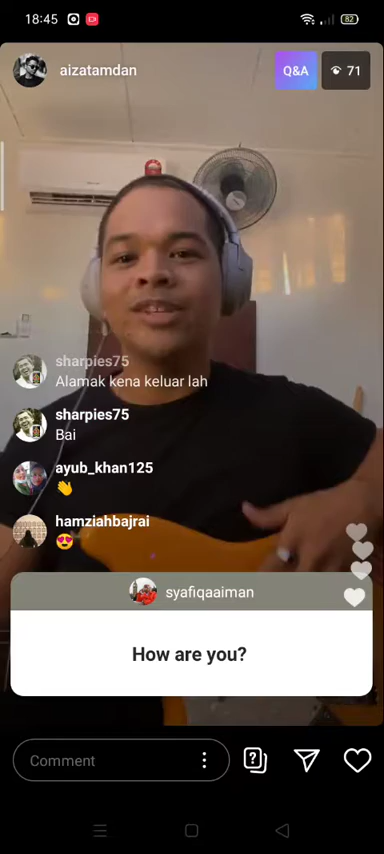 18:45
82
aizatamdan
Q&A
71
sharpies75
Alamak kena keluar lah
sharpies75
Bai
ayub_khan125
👋
hamziahbajrai
😍
syafiqaaiman
How are you?
Comment